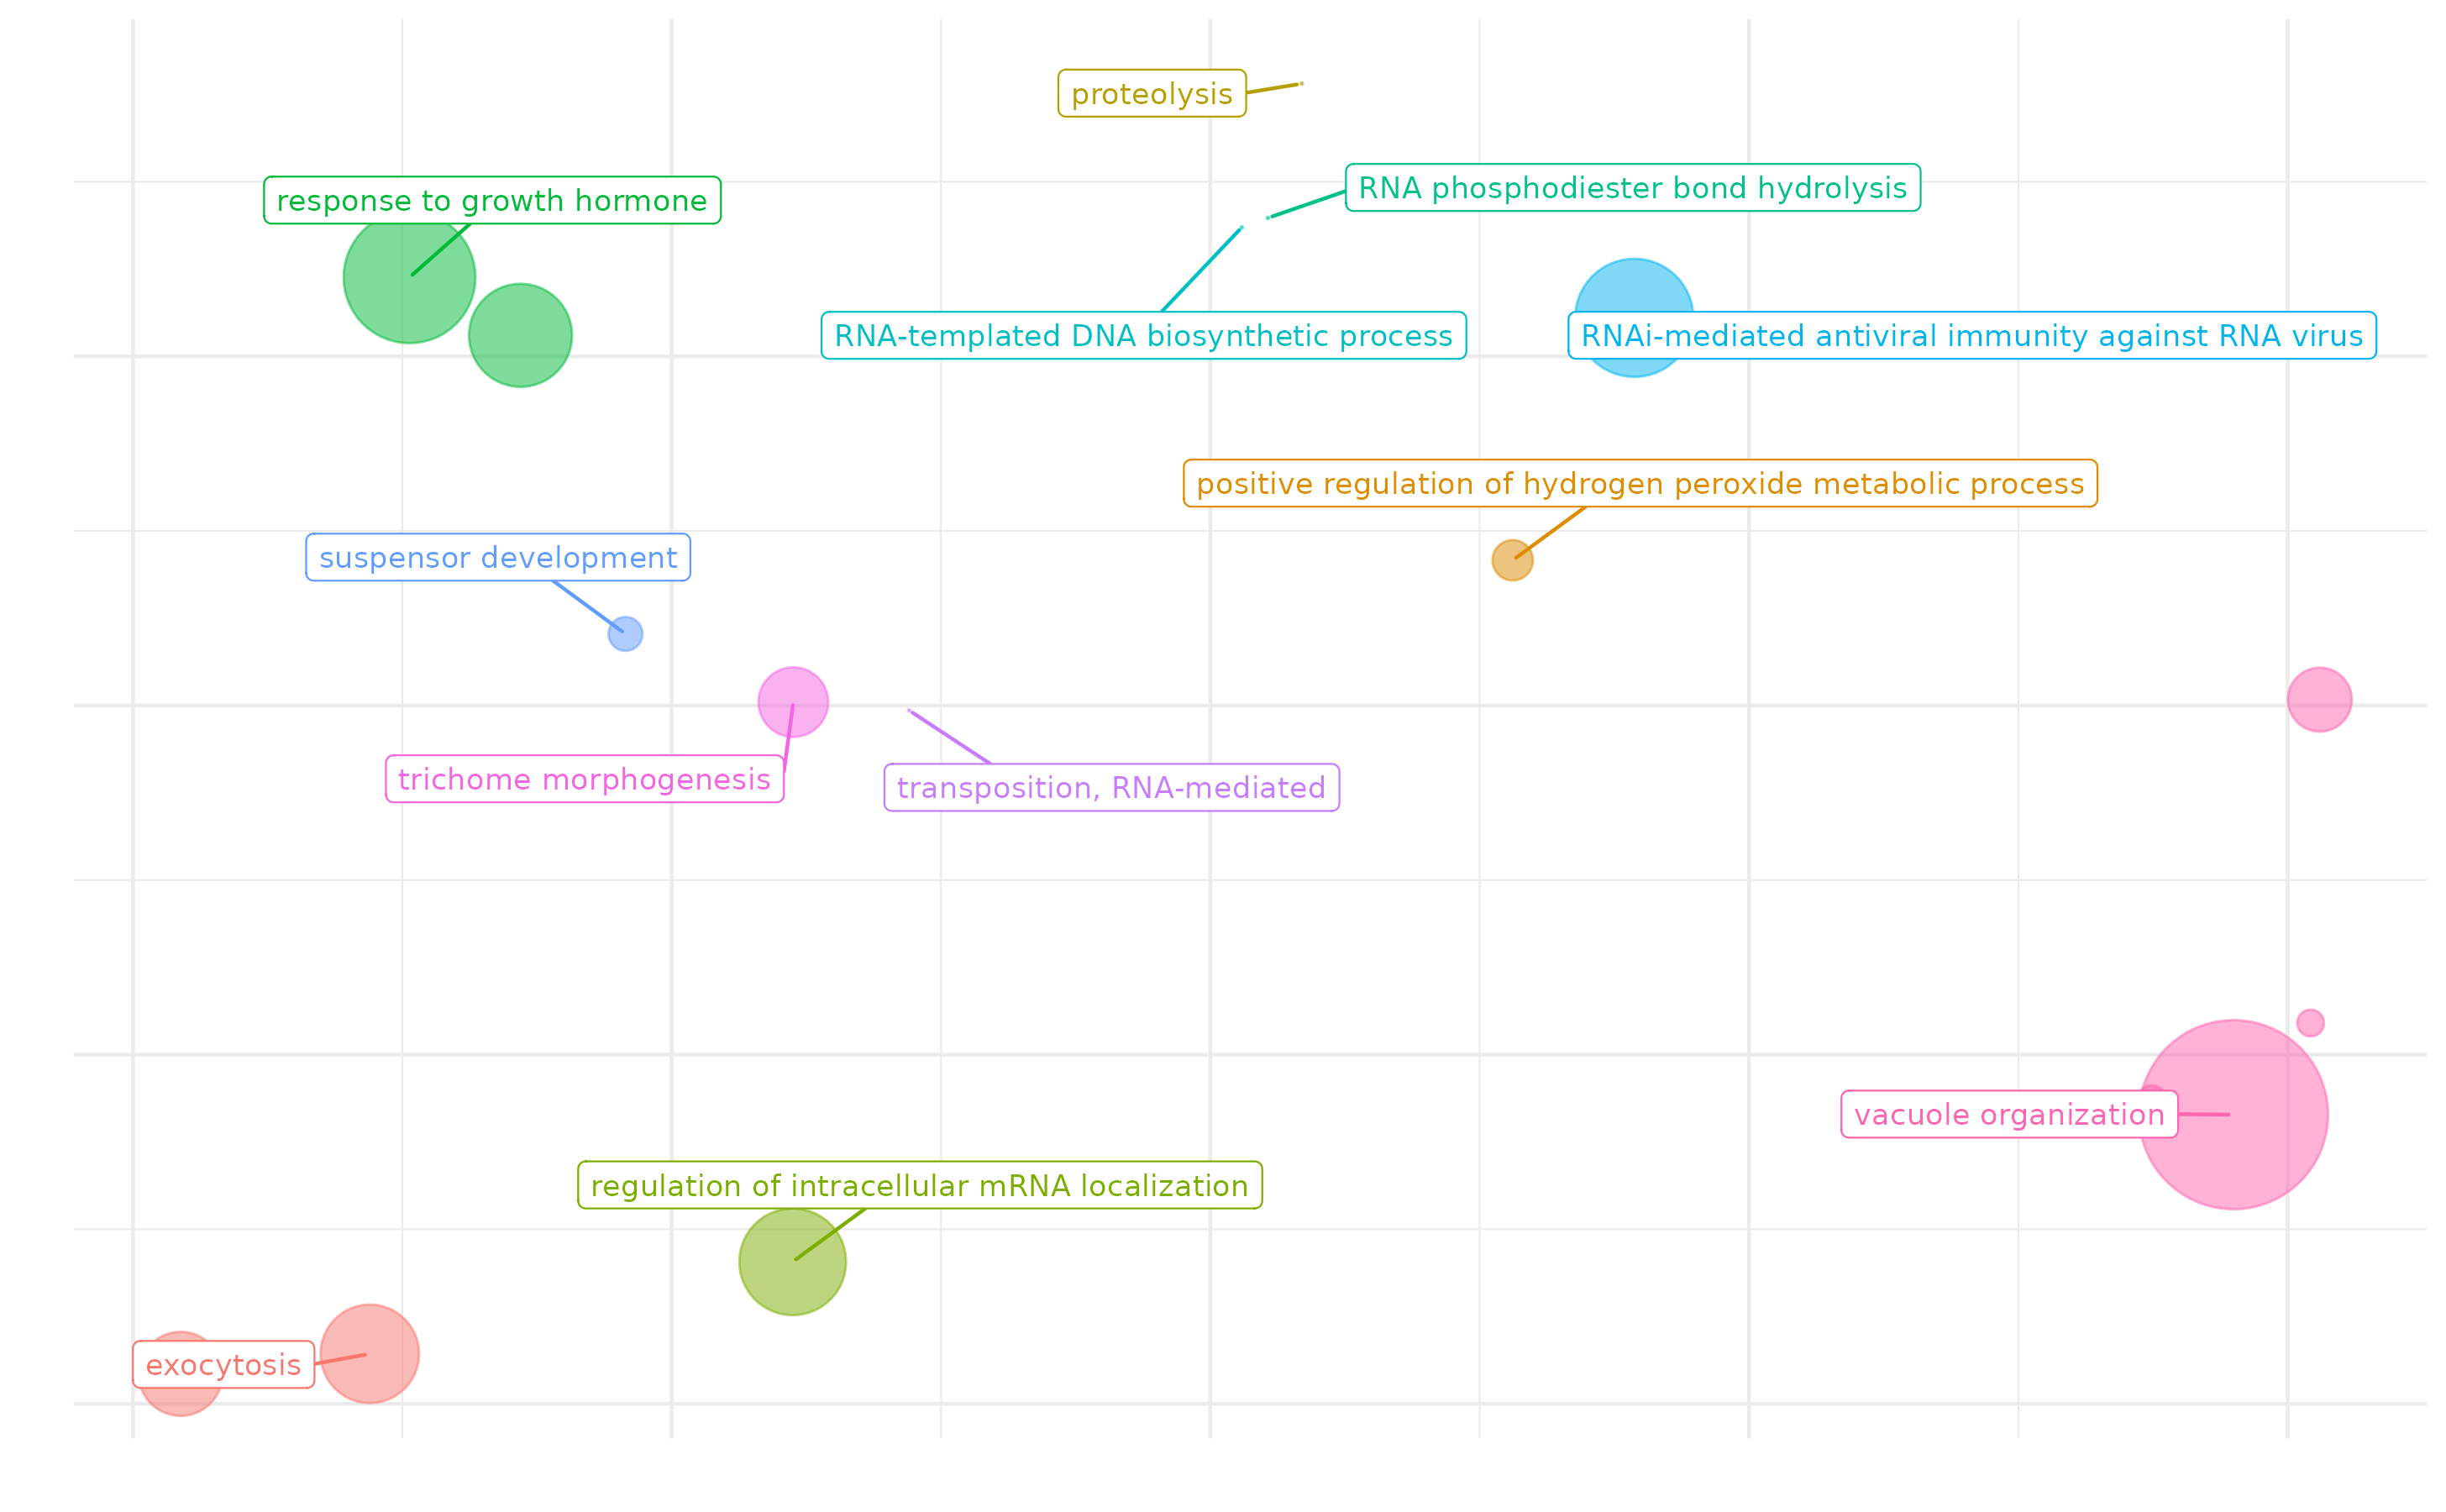 proteolysis
RNA phosphodiester bond hydrolysis
response to growth hormone
RNA-templated DNA biosynthetic process
RNAi-mediated antiviral immunity against RNA virus
positive regulation of hydrogen peroxide metabolic process
suspensor development
trichome morphogenesis
transposition, RNA-mediated
vacuole organization
regulation of intracellular mRNA localization
exocytosis